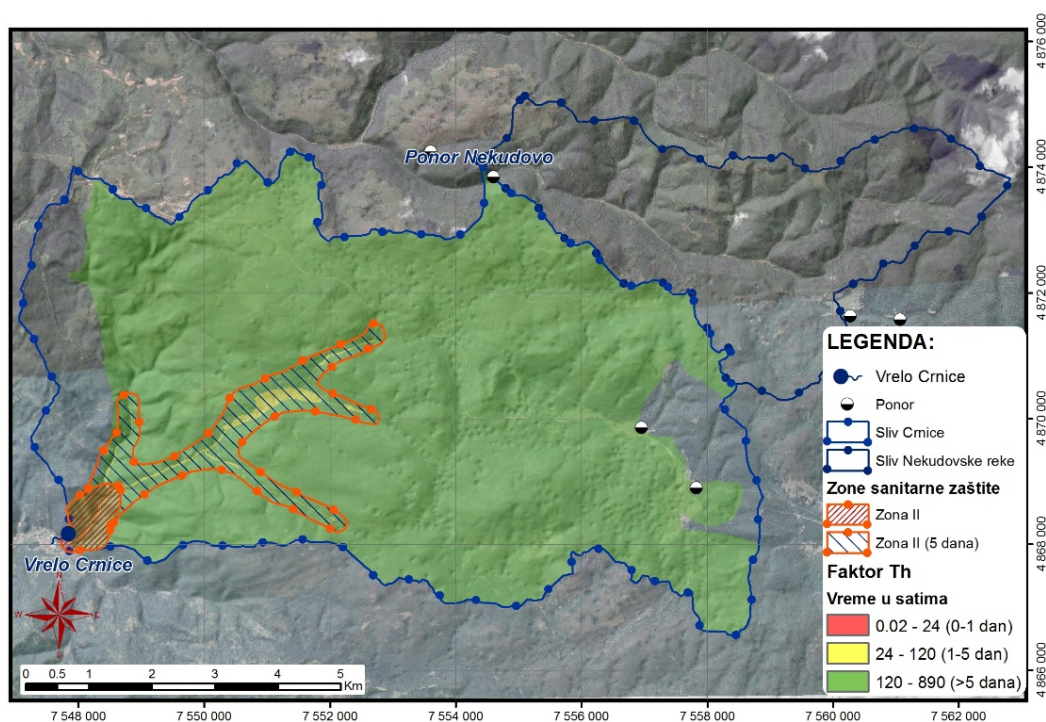 Ponor Nekudovo
Vrelo Crnice
N
W
E
S
0 0.5 1 2 3 4 5
Km
LEGENDA:
Vrelo Crnice
Ponor
Sliv Crnice
Sliv Nekudovske reke
Zone sanitarne zaštite
Zona II
Zona II (5 dana)
Faktor Th
Vreme u satima
0.02 - 24 (0-1 dan)
24 - 120 (1-5 dan)
120 - 890 (>5 dana)
4 876 000
4 874 000
4 872 000
4 870 000
4 868 000
4 866 000
7 548 000 7 550 000 7 552 000 7 554 000 7 556 000 7 558 000 7 560 000 7 562 000